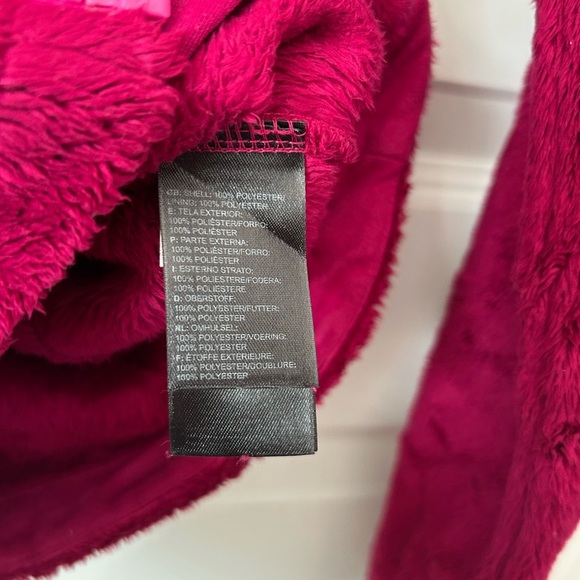 GB: SHELL: 100% POLYESTER/
LINING: 100% POLYESTER
E: TELA EXTERIOR:
100% POLIÉSTER/FORRO:
100% POLIÉSTER
P: PARTE EXTERNA:
100% POLIÉSTER/FORRO:
100% POLIÉSTER
I: ESTERNO STRATO:
100% POLIESTERE/FODERA:
100% POLIESTERE
D: OBERSTOFF:
100% POLYESTER/FUTTER:
100% POLYESTER
NL: OMHULSEL:
100% POLYESTER/VOERING:
100% POLYESTER
F: ÉTOFFE EXTERIEURE:
100% POLYESTER/DOUBLURE:
100% POLYESTER